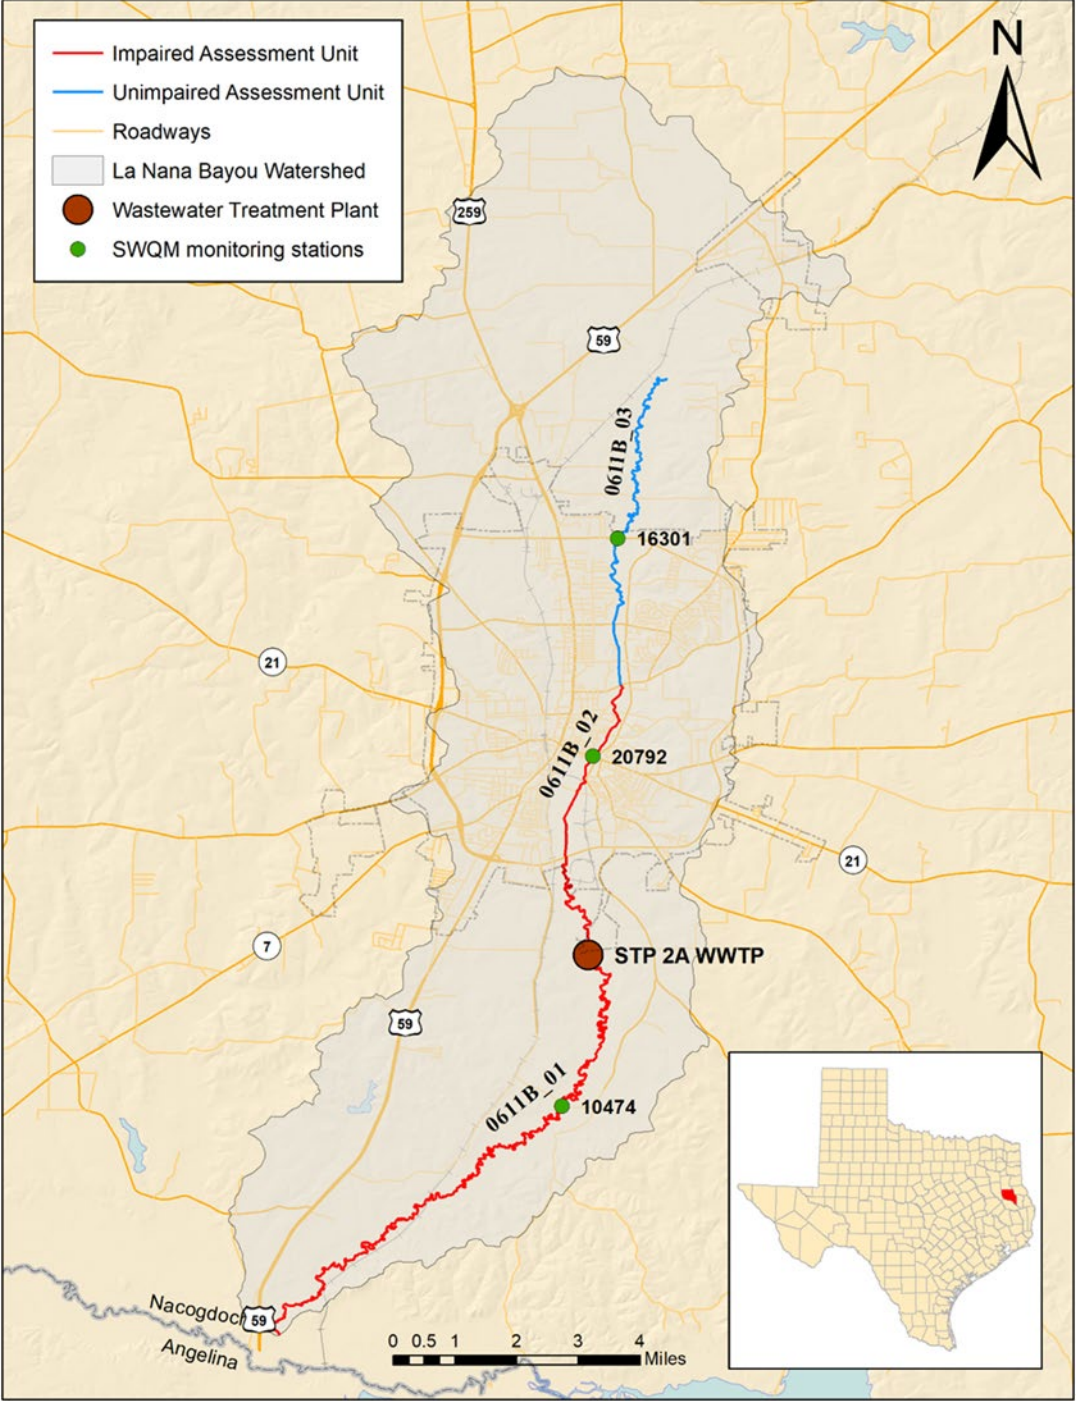 Impaired Assessment Unit
Unimpaired Assessment Unit
Roadways
La Nana Bayou Watershed
Wastewater Treatment Plant
SWQM monitoring stations
N
259
59
0611B_03
16301
21
0611B_02
20792
21
7
STP 2A WWTP
59
0611B_01
10474
Nacogdoch
59
Angelina
0 0.5 1 2 3 4
Miles